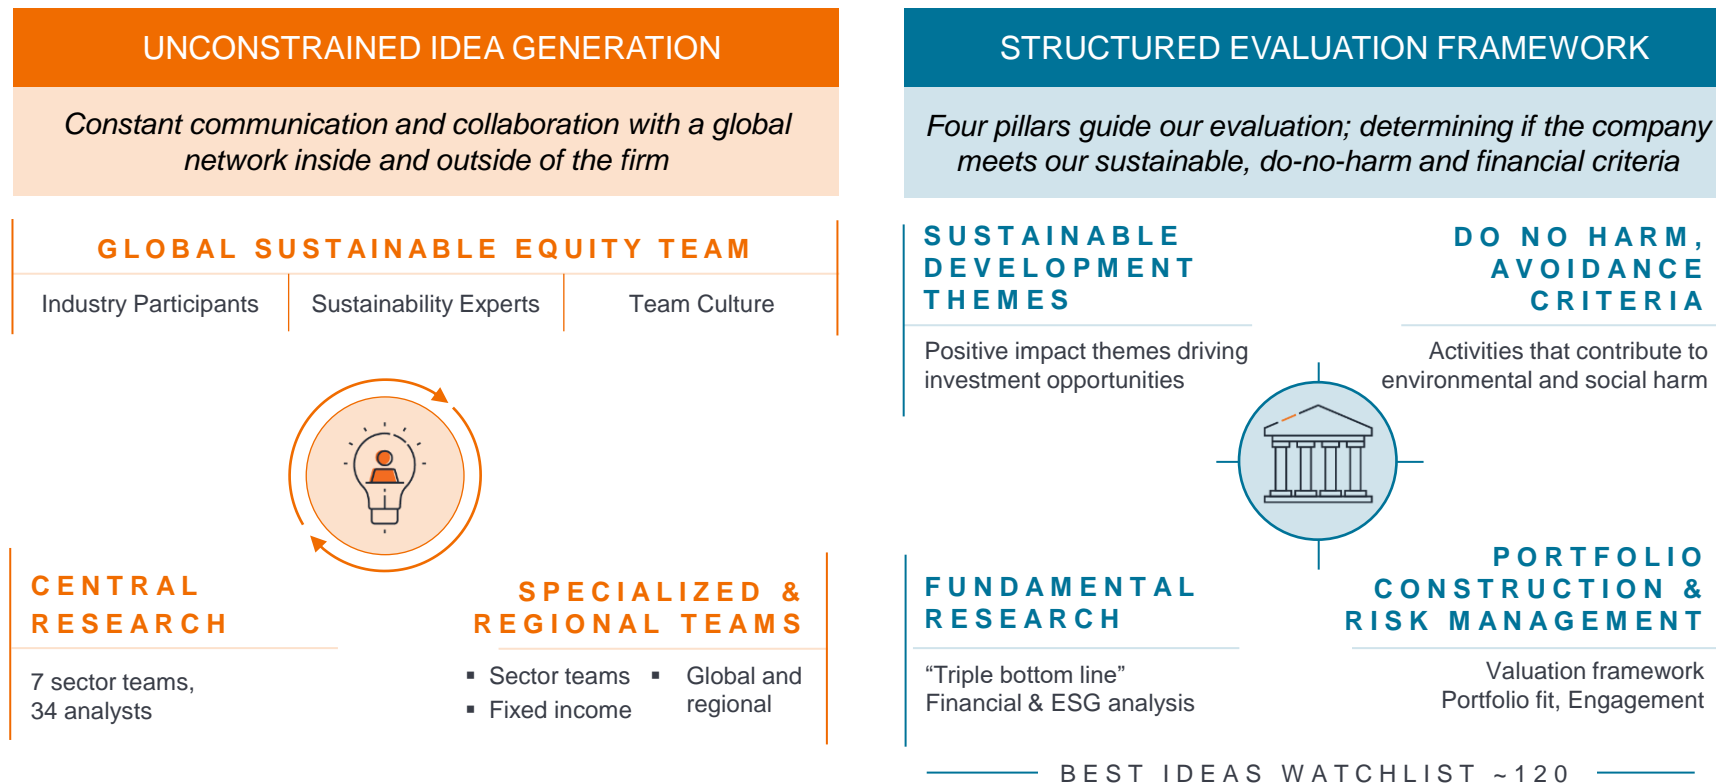 UNCONSTRAINED IDEA GENERATION
Constant communication and collaboration with a global
network inside and outside of the firm
GLOBAL SUSTAINABLE EQUITY TEAM
Industry Participants
Sustainability Experts
Team Culture
CENTRAL
RESEARCH
7 sector teams,
34 analysts
SPECIALIZED &
REGIONAL TEAMS
▪ Sector teams
▪ Fixed income
▪ Global and
regional
STRUCTURED EVALUATION FRAMEWORK
Four pillars guide our evaluation; determining if the company
meets our sustainable, do-no-harm and financial criteria
SUSTAINABLE
DEVELOPMENT
THEMES
Positive impact themes driving
investment opportunities
DO NO HARM,
AVOIDANCE
CRITERIA
Activities that contribute to
environmental and social harm
FUNDAMENTAL
RESEARCH
“Triple bottom line”
Financial & ESG analysis
PORTFOLIO
CONSTRUCTION &
RISK MANAGEMENT
Valuation framework
Portfolio fit, Engagement
BEST IDEAS WATCHLIST ~120